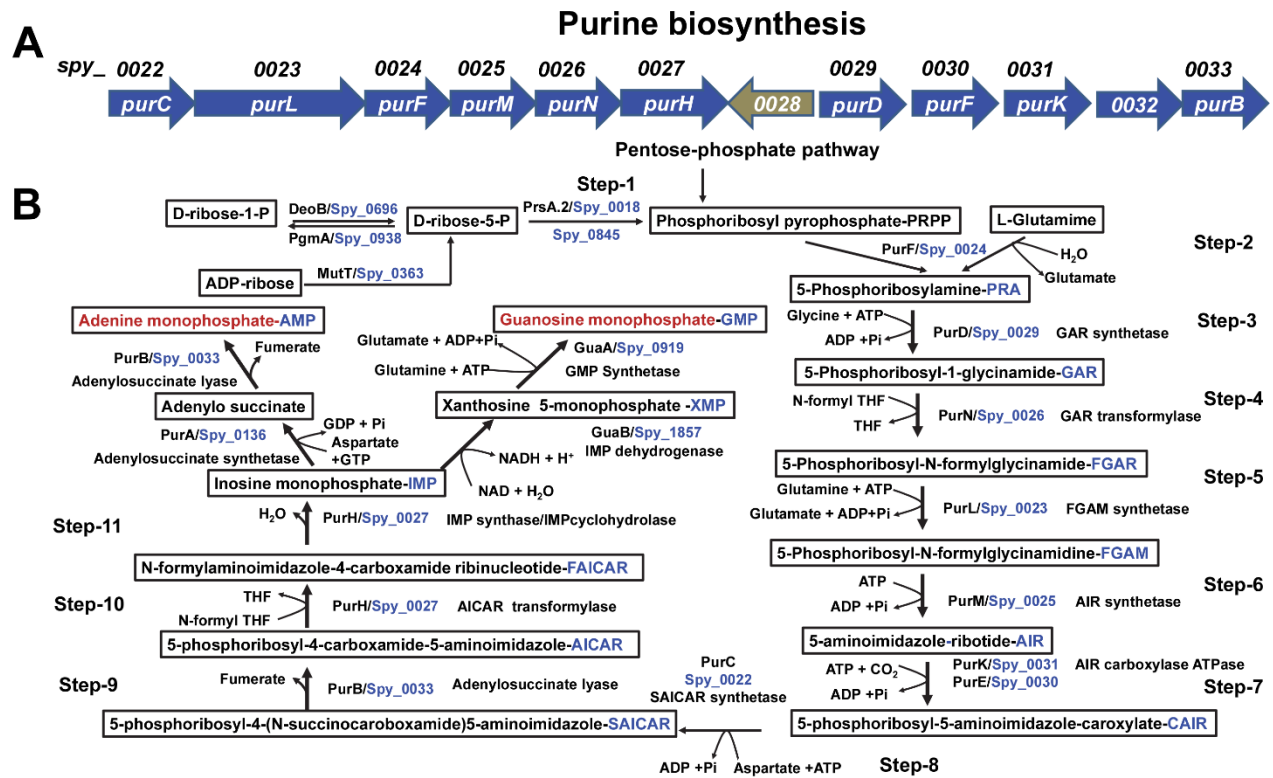 Purine biosynthesis
A
spy_ 0022 0023 0024 0025 0026 0027 0029 0030 0031 0033
purC purL purF purM purN purH 0028 purD purF purK 0032 purB
Pentose-phosphate pathway
B
Step-1
D-ribose-1-P
DeoB/Spy_0696
PgmA/Spy_0938
D-ribose-5-P
PrsA.2/Spy_0018
Spy_0845
Phosphoribosyl pyrophosphate-PRPP
L-Glutamime
ADP-ribose
MutT/Spy_0363
PurF/Spy_0024
H2O
Glutamate
Step-2
5-Phosphoribosylamine-PRA
Glycine + ATP
ADP +Pi
PurD/Spy_0029 GAR synthetase
Step-3
5-Phosphoribosyl-1-glycinamide-GAR
N-formyl THF
THF
PurN/Spy_0026 GAR transformylase
Step-4
5-Phosphoribosyl-N-formylglycinamide-FGAR
Glutamine + ATP
Glutamate + ADP+Pi
PurL/Spy_0023 FGAM synthetase
Step-5
5-Phosphoribosyl-N-formylglycinamidine-FGAM
ATP
ADP +Pi
PurM/Spy_0025 AIR synthetase
Step-6
5-aminoimidazole-ribotide-AIR
ATP + CO2
ADP +Pi
PurK/Spy_0031 AIR carboxylase ATPase
PurE/Spy_0030
Step-7
5-phosphoribosyl-5-aminoimidazole-caroxylate-CAIR
PurC
Spy_0022
SAICAR synthetase
ADP +Pi Aspartate +ATP
Step-8
5-phosphoribosyl-4-(N-succinocaroboxamide)5-aminoimidazole-SAICAR
Step-9
Fumerate
PurB/Spy_0033 Adenylosuccinate lyase
5-phosphoribosyl-4-carboxamide-5-aminoimidazole-AICAR
Step-10
THF
N-formyl THF
PurH/Spy_0027 AICAR transformylase
N-formylaminoimidazole-4-carboxamide ribinucleotide-FAICAR
Step-11
H2O
PurH/Spy_0027 IMP synthase/IMPcyclohydrolase
Inosine monophosphate-IMP
PurA/Spy_0136
Adenylosuccinate synthetase
GDP + Pi
Aspartate
+GTP
Adenylo succinate
PurB/Spy_0033
Adenylosuccinate lyase
Fumerate
Adenine monophosphate-AMP
NADH + H+
NAD + H2O
GuaB/Spy_1857
IMP dehydrogenase
Xanthosine 5-monophosphate -XMP
Glutamate + ADP+Pi
Glutamine + ATP
GuaA/Spy_0919
GMP Synthetase
Guanosine monophosphate-GMP